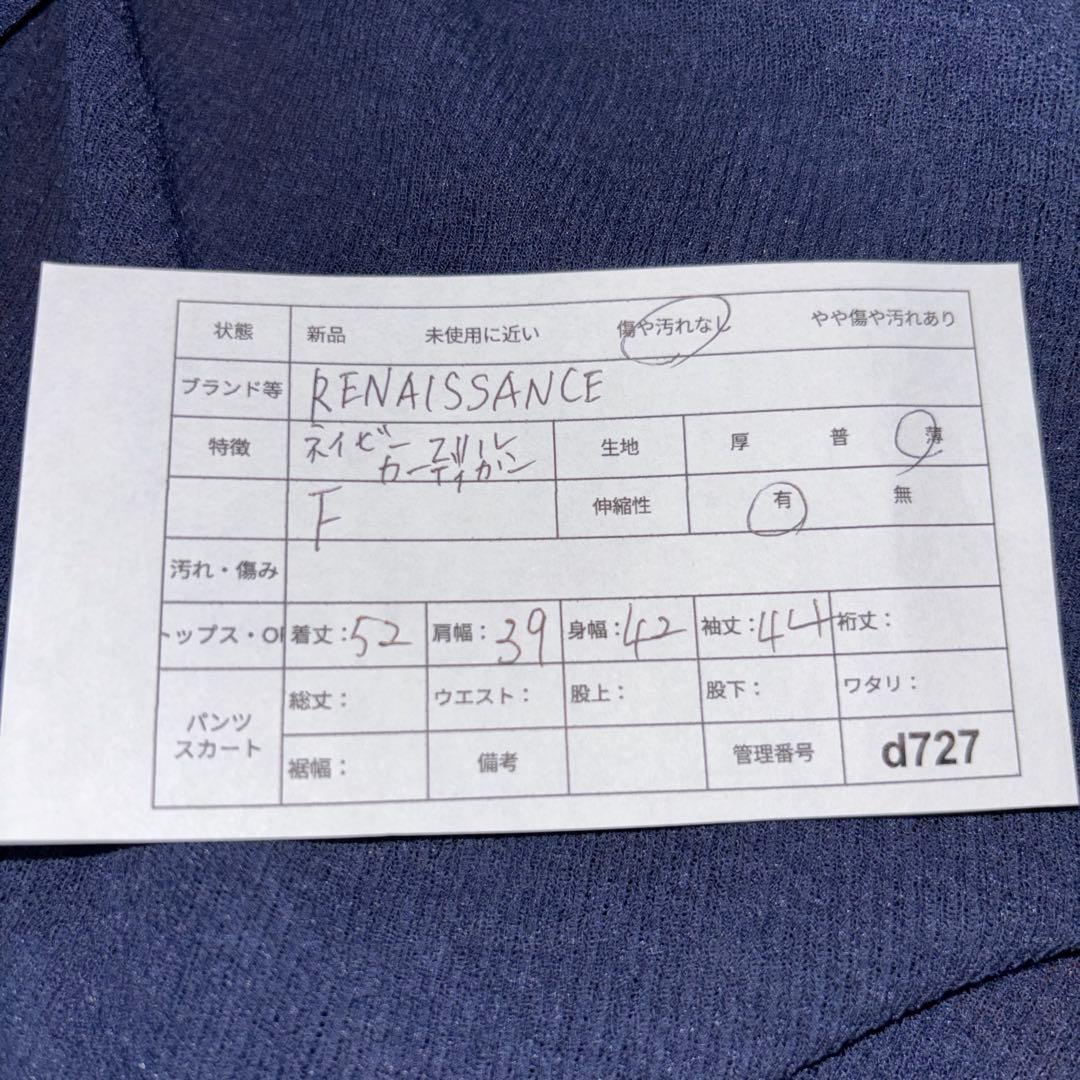 状態 新品 未使用に近い 傷や汚れなし やや傷や汚れあり
ブランド等 RENAISSANCE
特徴 ネイビー フリル カーディガン 生地 厚 普 薄
F 伸縮性 有 無
汚れ・傷み
トップス・OP 着丈:52 肩幅:39 身幅:42 袖丈:44 裄丈:
パンツ スカート 総丈: ウエスト: 股上: 股下: ワタリ:
裾幅: 備考 管理番号 d727